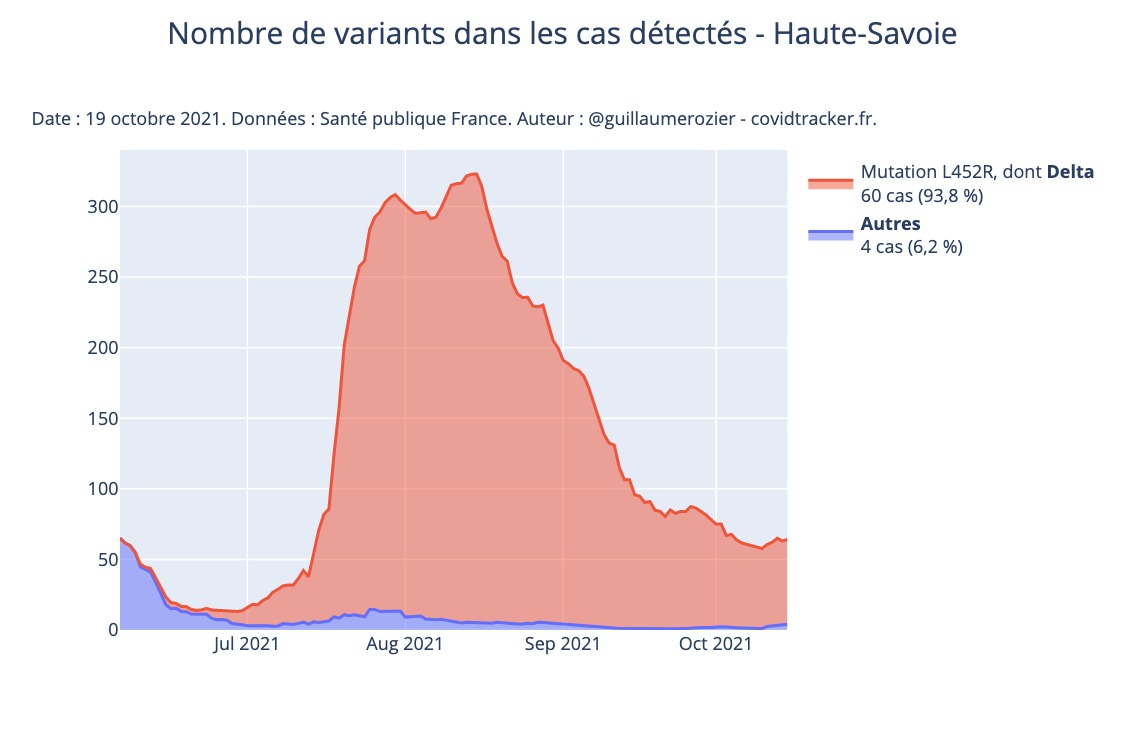 Nombre de variants dans les cas détectés - Haute-Savoie
Date : 19 octobre 2021. Données : Santé publique France. Auteur : @guillaumerozier - covidtracker.fr.
Mutation L452R, dont Delta
60 cas (93,8 %)
Autres
4 cas (6,2 %)
300
250
200
150
100
50
0
Jul 2021
Aug 2021
Sep 2021
Oct 2021